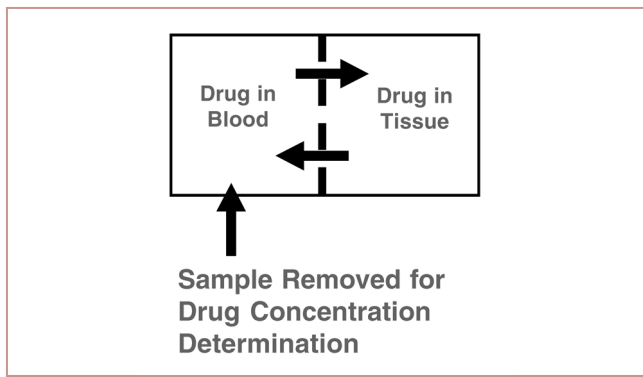 Drug in
Blood
Drug in
Tissue
Sample Removed for
Drug Concentration
Determination